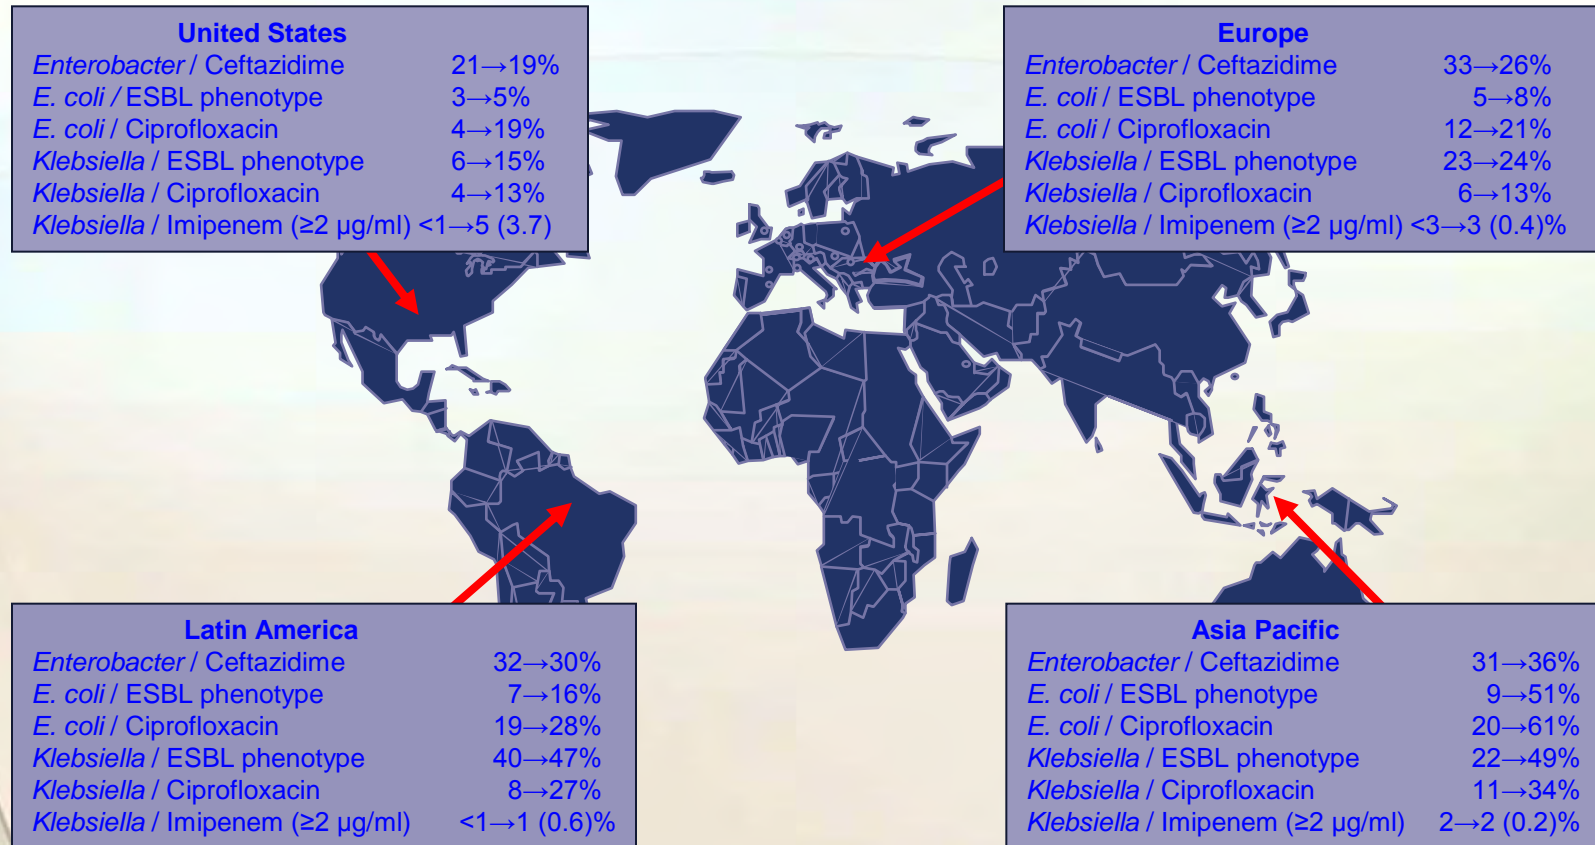 United States
Enterobacter / Ceftazidime 21→19%
E. coli / ESBL phenotype 3→5%
E. coli / Ciprofloxacin 4→19%
Klebsiella / ESBL phenotype 6→15%
Klebsiella / Ciprofloxacin 4→13%
Klebsiella / Imipenem (≥2 µg/ml) <1→5 (3.7)
Europe
Enterobacter / Ceftazidime 33→26%
E. coli / ESBL phenotype 5→8%
E. coli / Ciprofloxacin 12→21%
Klebsiella / ESBL phenotype 23→24%
Klebsiella / Ciprofloxacin 6→13%
Klebsiella / Imipenem (≥2 µg/ml) <3→3 (0.4)%
Latin America
Enterobacter / Ceftazidime 32→30%
E. coli / ESBL phenotype 7→16%
E. coli / Ciprofloxacin 19→28%
Klebsiella / ESBL phenotype 40→47%
Klebsiella / Ciprofloxacin 8→27%
Klebsiella / Imipenem (≥2 µg/ml) <1→1 (0.6)%
Asia Pacific
Enterobacter / Ceftazidime 31→36%
E. coli / ESBL phenotype 9→51%
E. coli / Ciprofloxacin 20→61%
Klebsiella / ESBL phenotype 22→49%
Klebsiella / Ciprofloxacin 11→34%
Klebsiella / Imipenem (≥2 µg/ml) 2→2 (0.2)%